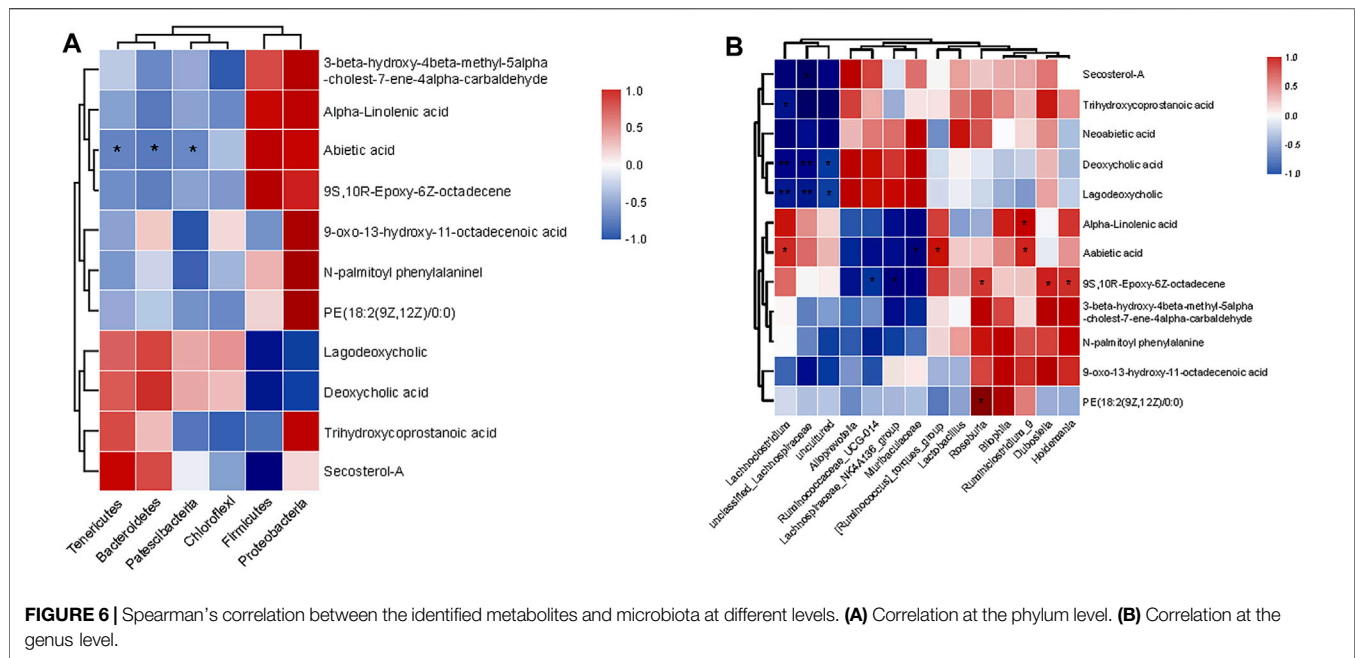 A
3-beta-hydroxy-4beta-methyl-5alpha
-cholest-7-ene-4alpha-carbaldehyde
Alpha-Linolenic acid
Abietic acid
9S,10R-Epoxy-6Z-octadecene
9-oxo-13-hydroxy-11-octadecenoic acid
N-palmitoyl phenylalaninel
PE(18:2(9Z,12Z)/0:0)
Lagodeoxycholic
Deoxycholic acid
Trihydroxycoprostanoic acid
Secosterol-A
* * *
Tenericutes
Bacteroidetes
Patescibacteria
Chloroflexi
Firmicutes
Proteobacteria
1.0
0.5
0.0
-0.5
-1.0
B
Secosterol-A
Trihydroxycoprostanoic acid
Neoabietic acid
Deoxycholic acid
Lagodeoxycholic
Alpha-Linolenic acid
Aabietic acid
9S,10R-Epoxy-6Z-octadecene
3-beta-hydroxy-4beta-methyl-5alpha
-cholest-7-ene-4alpha-carbaldehyde
N-palmitoyl phenylalanine
9-oxo-13-hydroxy-11-octadecenoic acid
PE(18:2(9Z,12Z)/0:0)
*
*
** ** *
** ** *
*
* * * *
* * * * *
*
Lachnoclostridium
unclassified_Lachnospiraceae
uncultured
Alloprevotella
Ruminococcaceae_UCG-014
Lachnospiraceae_NK4A136_group
Muribaculaceae
[Ruminococcus]_torques_group
Lactobacillus
Roseburia
Bilophila
Ruminiclostridium_9
Dubosiella
Holdemania
1.0
0.5
0.0
-0.5
-1.0
FIGURE 6 | Spearman's correlation between the identified metabolites and microbiota at different levels. (A) Correlation at the phylum level. (B) Correlation at the
genus level.